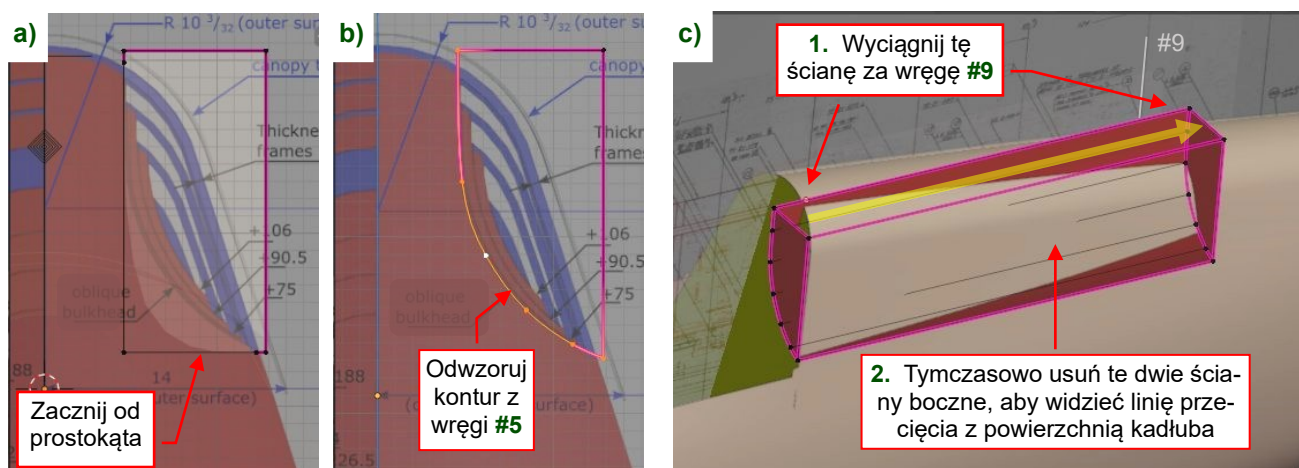 a)
R 10 3/32 (outer sur
canopy t
Thickne
frames
+ .06
+90.5
+75
oblique
bulkhead
188
14
outer surface)
Zacznij od
prostokąta
b)
R 10 3/32 (outer su
canopy t
Thickne
frames
+ .06
+90.5
+75
oblique
bulkhead
188
26.5
Odwzoruj
kontur z
wręgi #5
c)
#9
1. Wyciągnij tę
ścianę za wręgę #9
2. Tymczasowo usuń te dwie ścia-
ny boczne, aby widzieć linię prze-
cięcia z powierzchnią kadłuba